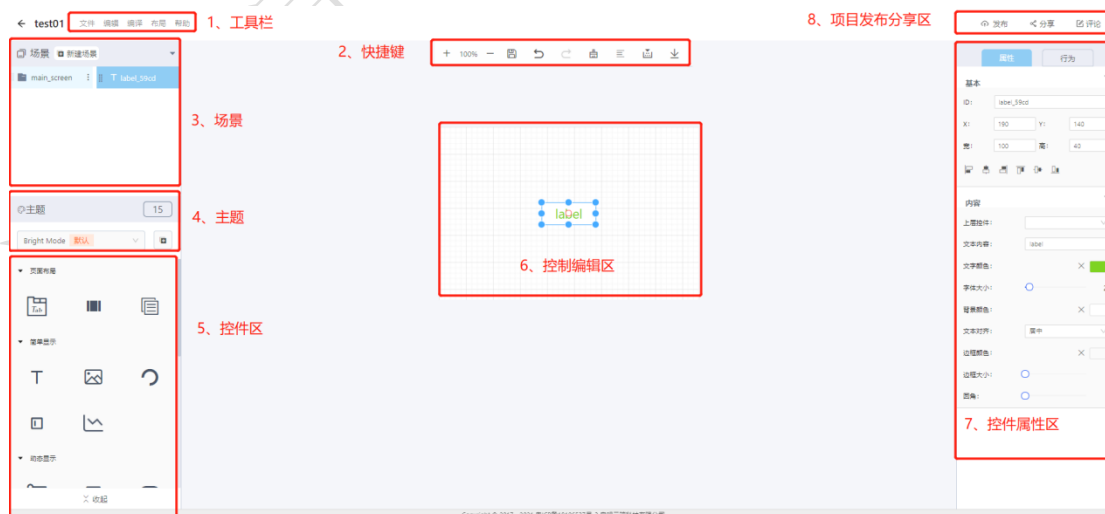 test01 文件 编辑 编译 布局 帮助 1、工具栏
8、项目发布分享区 发布 分享 评论
场景 新建场景
2、快捷键 100%
main_screen label_59cd
3、场景
主题 15
4、主题
Bright Mode 默认
页面布局
Tab
5、控件区
简单显示
动态显示
收起
label
6、控制编辑区
属性 行为
基本
ID: label_59cd
X: 190 Y: 140
宽: 100 高: 40
内容
上层控件:
文本内容: label
文字颜色:
字体大小:
背景颜色:
文本对齐: 居中
边框颜色:
边框大小:
圆角:
7、控件属性区